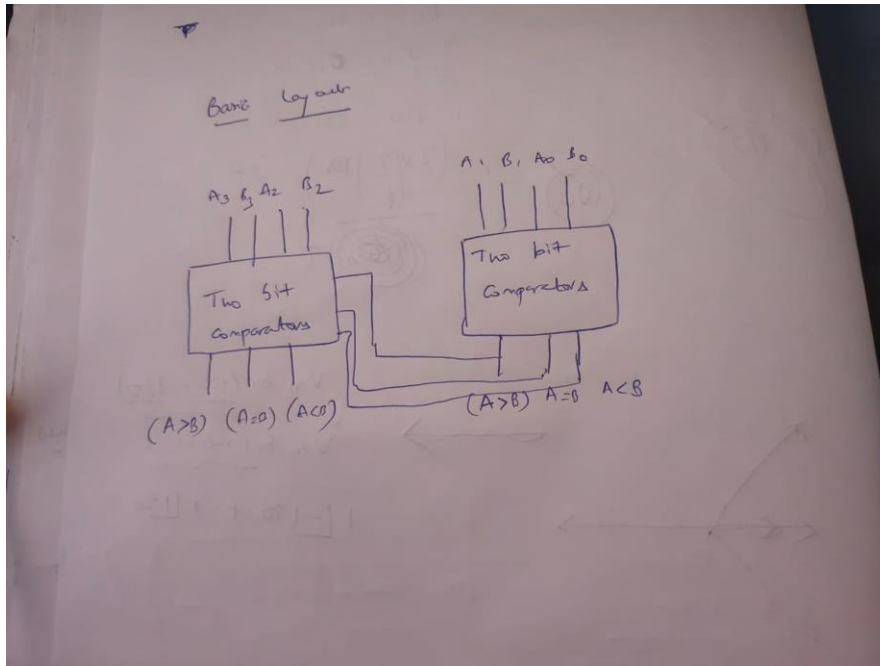 Basic Layout
A3 B3 A2 B2
A1 B1 A0 B0
Two bit
comparators
Two bit
comparators
(A>B) (A=B) (A<B)
(A>B) A=B A<B